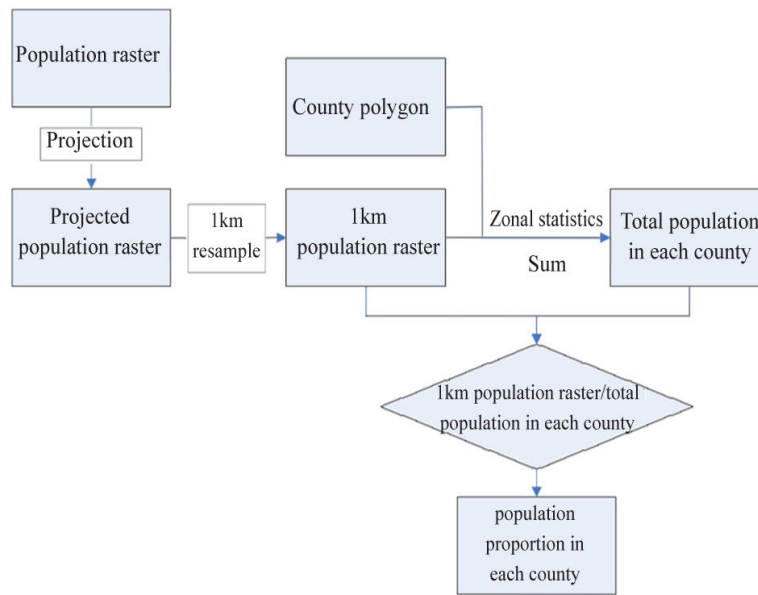 Population raster
Projection
County polygon
Projected
population raster
1km
resample
1km
population raster
Zonal statistics
Sum
Total population
in each county
1km population raster/total
population in each county
population
proportion in
each county